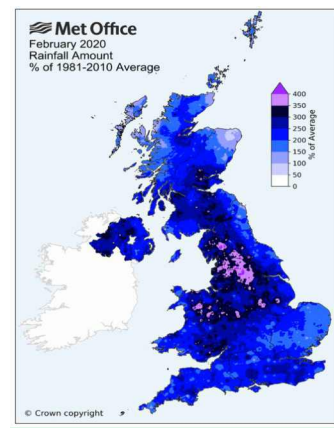 Met Office
February 2020
Rainfall Amount
% of 1981-2010 Average
400
350
300
250
200
150
100
50
0
% of Average
© Crown copyright